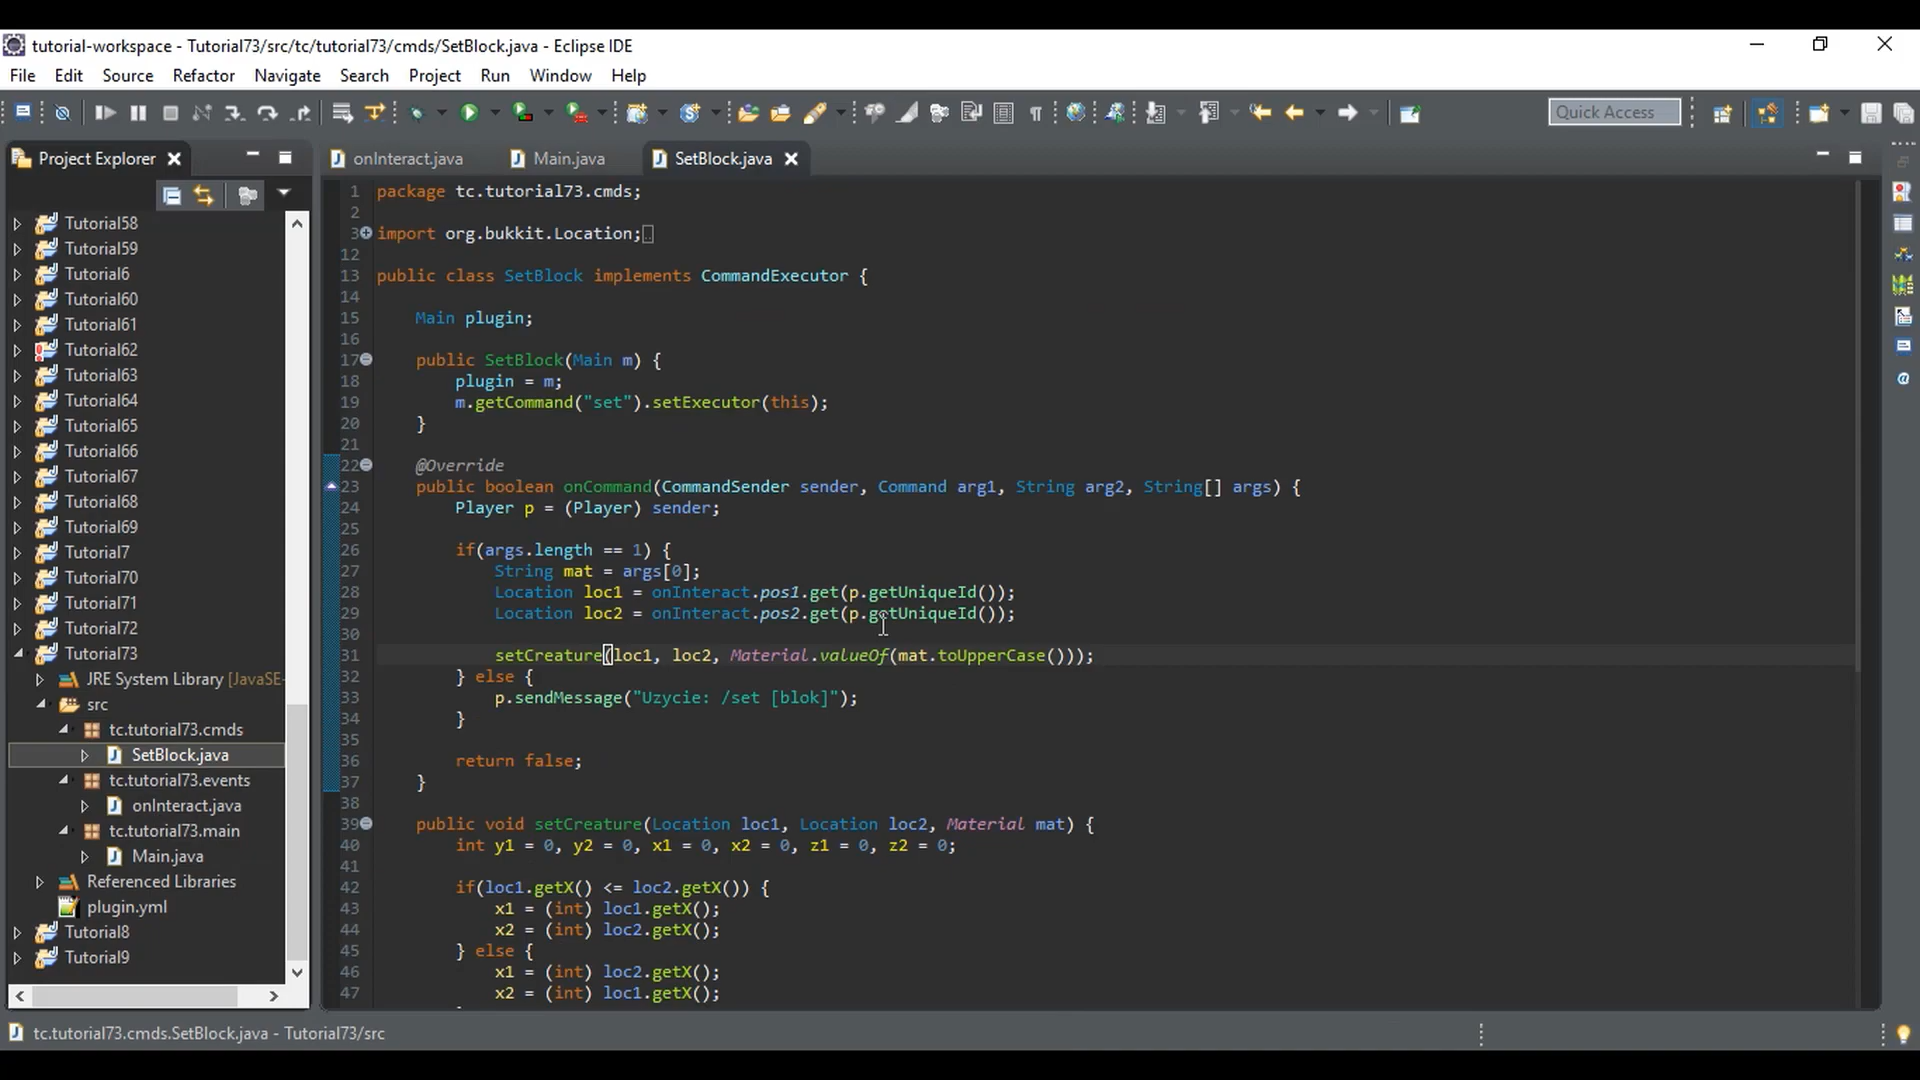 tutorial-workspace - Tutorial73/src/tc/tutorial73/cmds/SetBlock.java - Eclipse IDE
File Edit Source Refactor Navigate Search Project Run Window Help
Quick Access
Project Explorer
onInteract.java Main.java SetBlock.java
Tutorial58
Tutorial59
Tutorial6
Tutorial60
Tutorial61
Tutorial62
Tutorial63
Tutorial64
Tutorial65
Tutorial66
Tutorial67
Tutorial68
Tutorial69
Tutorial7
Tutorial70
Tutorial71
Tutorial72
Tutorial73
JRE System Library [JavaSE-
src
tc.tutorial73.cmds
SetBlock.java
tc.tutorial73.events
onInteract.java
tc.tutorial73.main
Main.java
Referenced Libraries
plugin.yml
Tutorial8
Tutorial9
1 package tc.tutorial73.cmds;
2
3 import org.bukkit.Location;
12
13 public class SetBlock implements CommandExecutor {
14
15 Main plugin;
16
17 public SetBlock(Main m) {
18 plugin = m;
19 m.getCommand("set").setExecutor(this);
20 }
21
22 @Override
23 public boolean onCommand(CommandSender sender, Command arg1, String arg2, String[] args) {
24 Player p = (Player) sender;
25
26 if(args.length == 1) {
27 String mat = args[0];
28 Location loc1 = onInteract.pos1.get(p.getUniqueId());
29 Location loc2 = onInteract.pos2.get(p.getUniqueId());
30
31 setCreature(loc1, loc2, Material.valueOf(mat.toUpperCase()));
32 } else {
33 p.sendMessage("Uzycie: /set [blok]");
34 }
35
36 return false;
37 }
38
39 public void setCreature(Location loc1, Location loc2, Material mat) {
40 int y1 = 0, y2 = 0, x1 = 0, x2 = 0, z1 = 0, z2 = 0;
41
42 if(loc1.getX() <= loc2.getX()) {
43 x1 = (int) loc1.getX();
44 x2 = (int) loc2.getX();
45 } else {
46 x1 = (int) loc2.getX();
47 x2 = (int) loc1.getX();
tc.tutorial73.cmds.SetBlock.java - Tutorial73/src